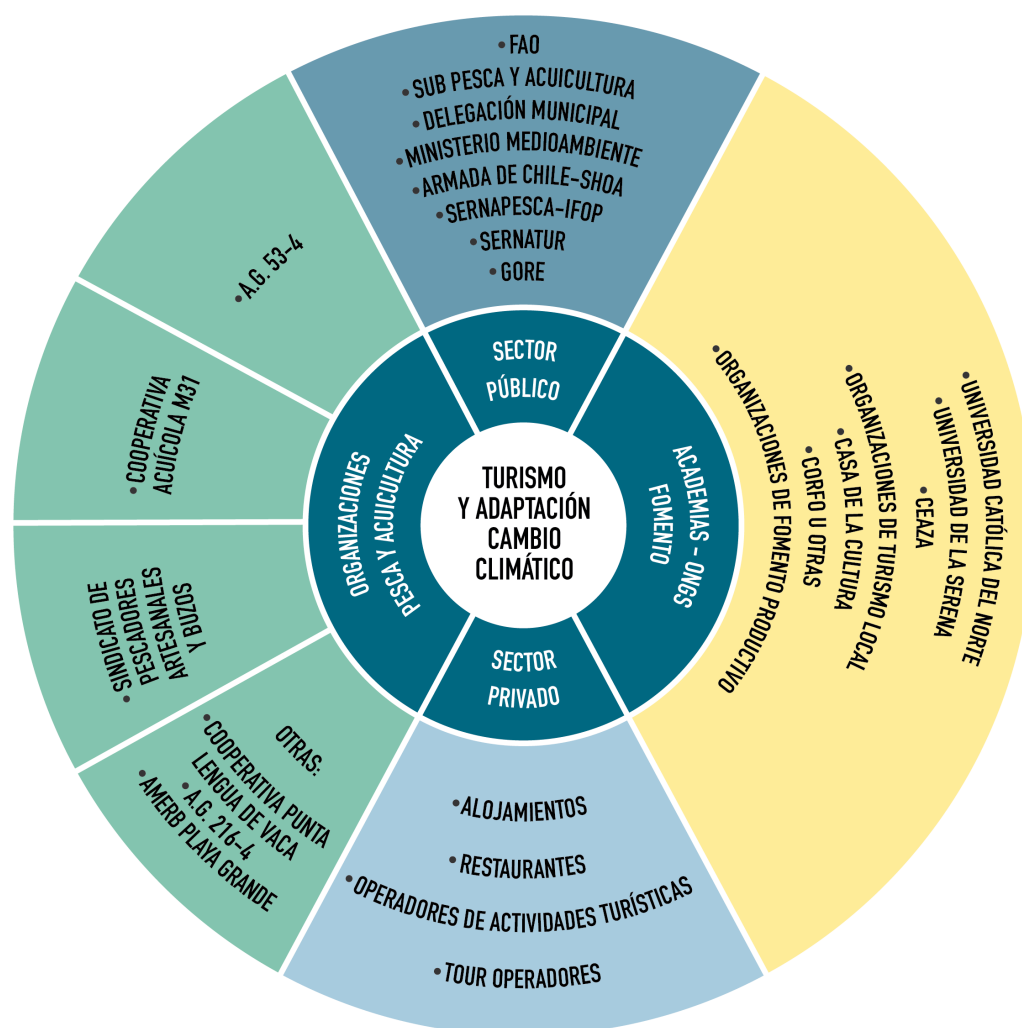 TURISMO
Y ADAPTACIÓN
CAMBIO
CLIMÁTICO
SECTOR
PÚBLICO
• FAO
• SUB PESCA Y ACUICULTURA
• DELEGACIÓN MUNICIPAL
• MINISTERIO MEDIOAMBIENTE
• ARMADA DE CHILE-SHOA
• SERNAPESCA-IFOP
• SERNATUR
• GORE
ACADEMIAS - ONGS
FOMENTO
• UNIVERSIDAD CATÓLICA DEL NORTE
• UNIVERSIDAD DE LA SERENA
• CEAZA
• ORGANIZACIONES DE TURISMO LOCAL
• CASA DE LA CULTURA
• CORFO U OTRAS
• ORGANIZACIONES DE FOMENTO PRODUCTIVO
SECTOR
PRIVADO
• ALOJAMIENTOS
• RESTAURANTES
• OPERADORES DE ACTIVIDADES TURÍSTICAS
• TOUR OPERADORES
ORGANIZACIONES
PESCA Y ACUICULTURA
OTRAS:
• COOPERATIVA PUNTA
LENGUA DE VACA
• A.G. 216-4
• AMERB PLAYA GRANDE
• SINDICATO DE
PESCADORES
ARTESANALES
Y BUZOS
• COOPERATIVA
ACUÍCOLA M31
• A.G. 53-4